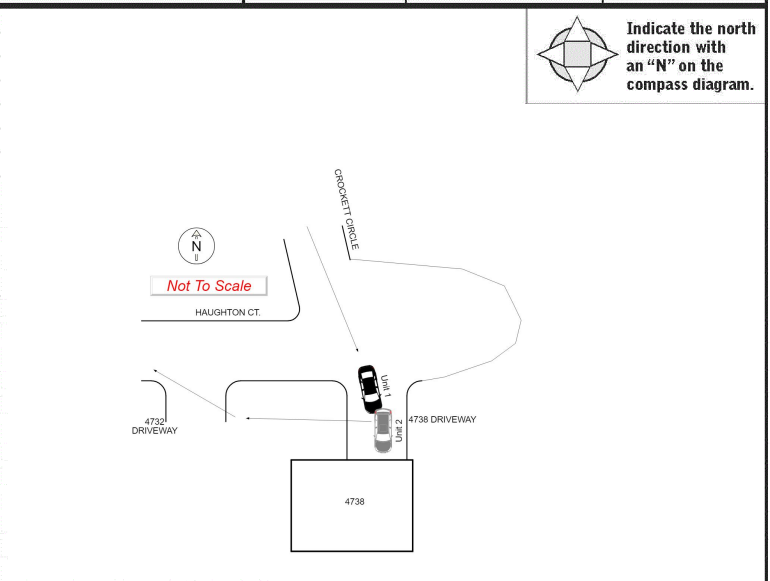 Indicate the north
direction with
an “N” on the
compass diagram.
CROCKETT CIRCLE
N
Not To Scale
HAUGHTON CT.
Unit 1
4732
DRIVEWAY
4738 DRIVEWAY
Unit 2
4738